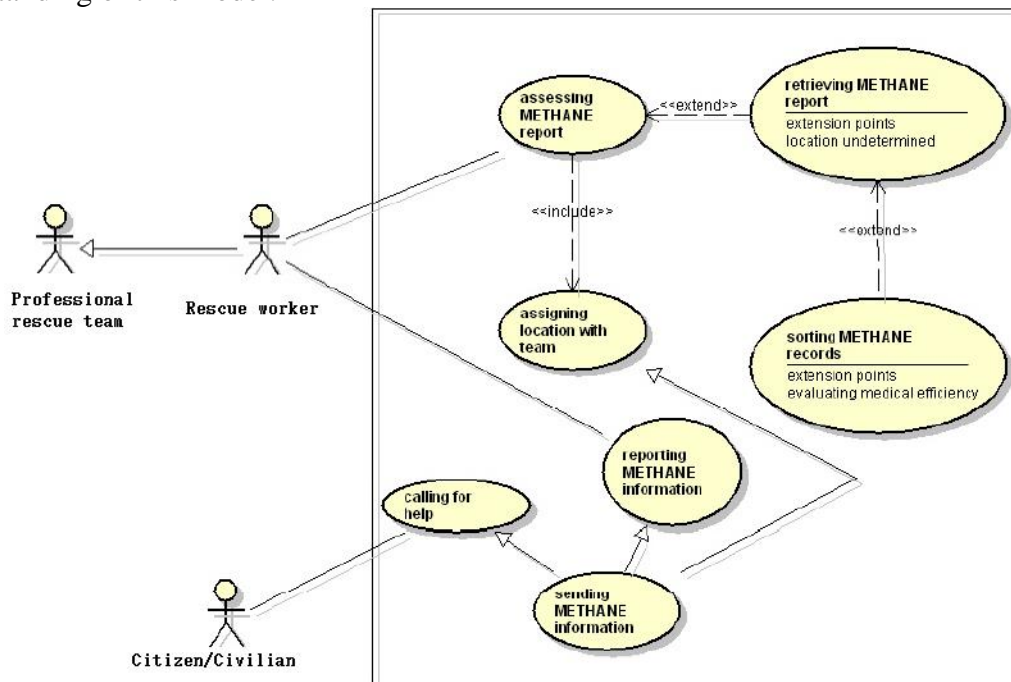 assessing
METHANE
report
<<extend>>
retrieving METHANE
report
extension points
location undetermined
<<include>>
<<extend>>
Professional
rescue team
Rescue worker
assigning
location with
team
sorting METHANE
records
extension points
evaluating medical efficiency
reporting
METHANE
information
calling for
help
sending
METHANE
information
Citizen/Civilian